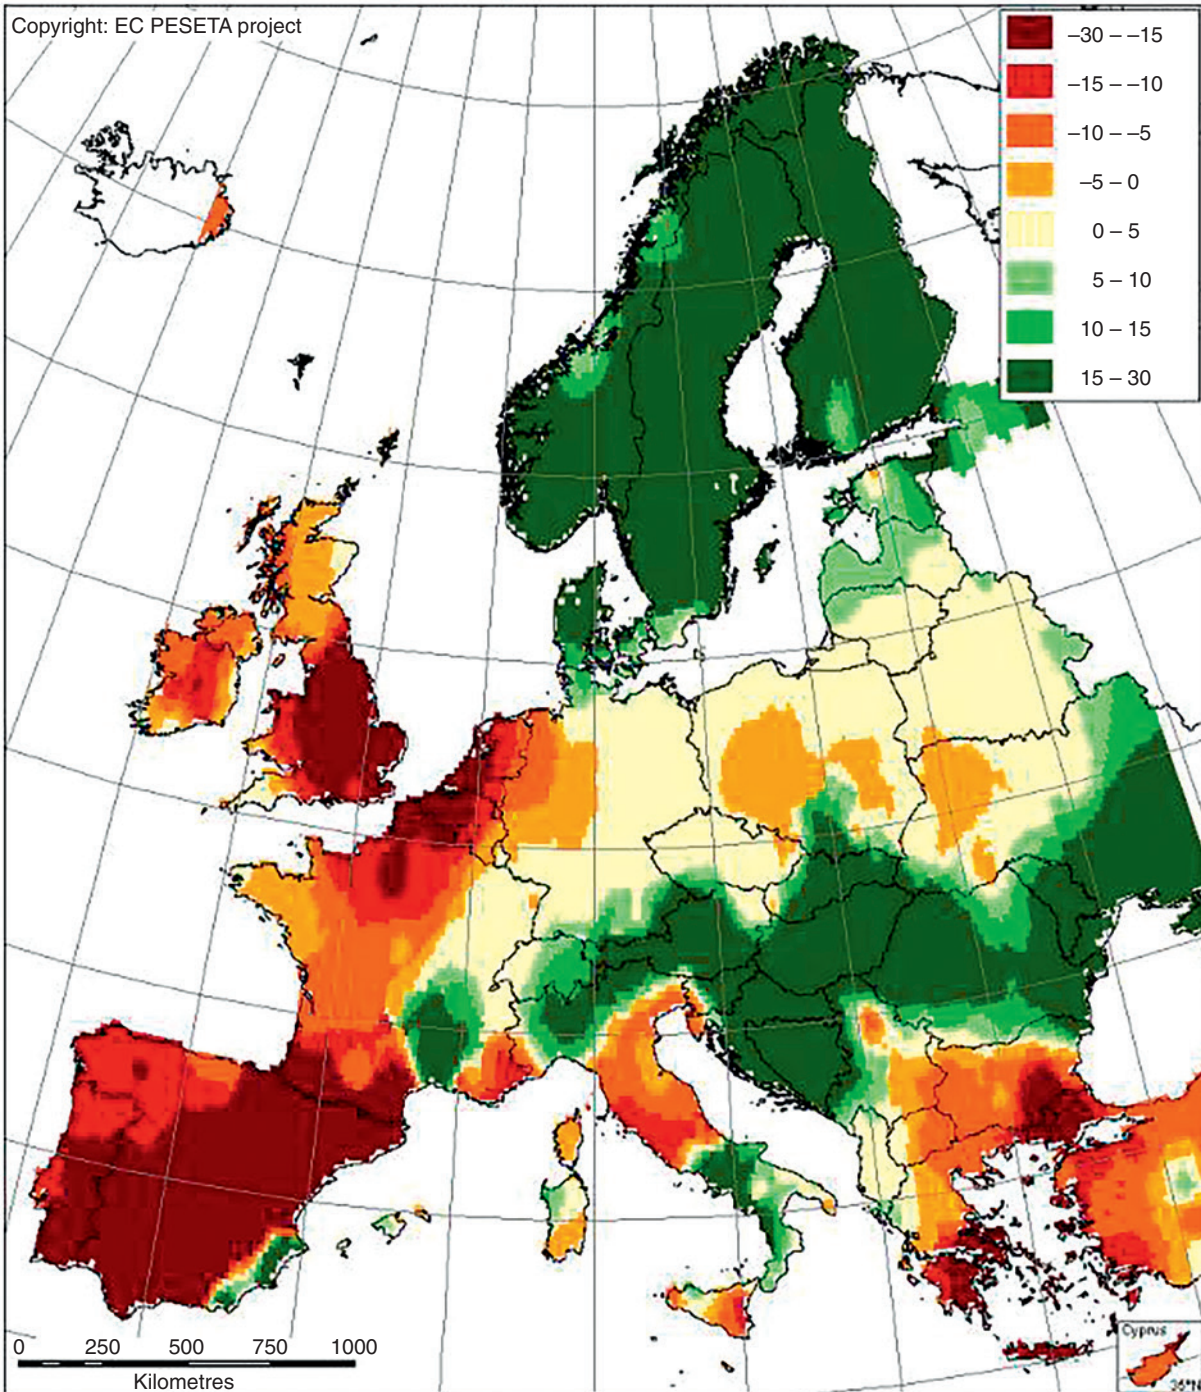 Copyright: EC PESETA project
–30 – –15
–15 – –10
–10 – –5
–5 – 0
0 – 5
5 – 10
10 – 15
15 – 30
0 250 500 750 1000
Kilometres
Cyprus